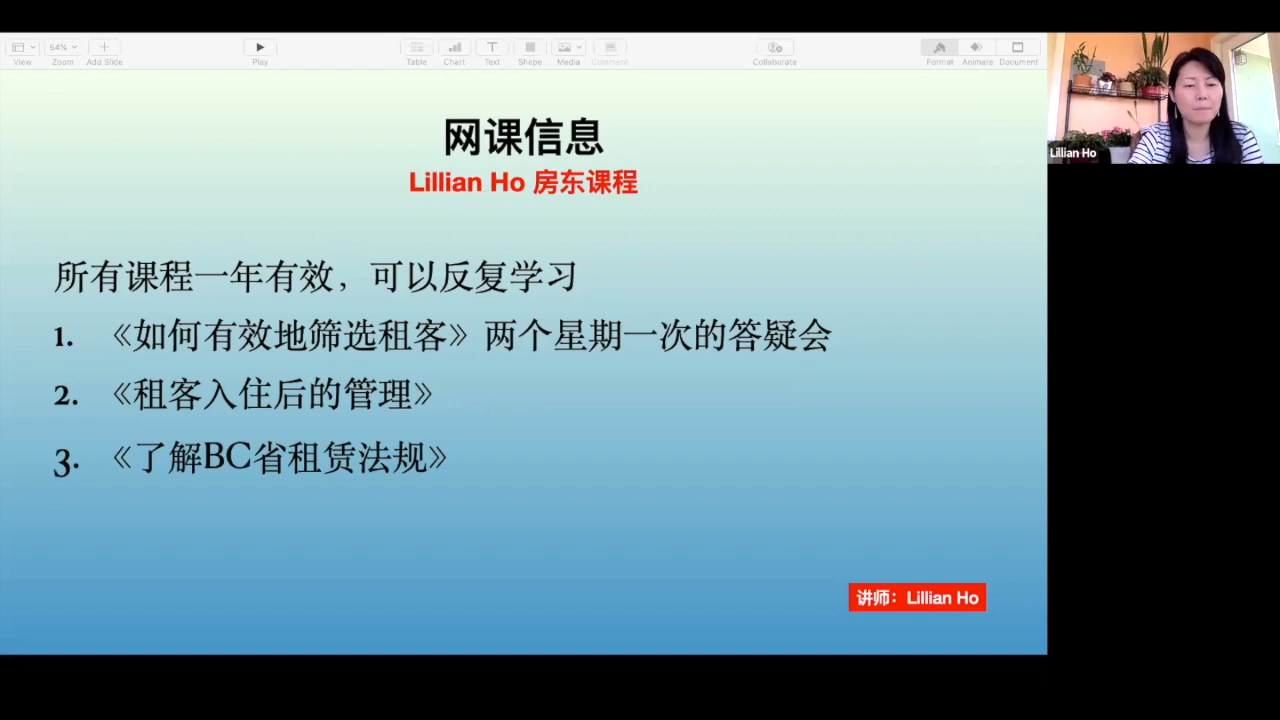 54%
View
Zoom
Add Slide
Play
Table
Chart
Text
Shape
Media
Comment
Collaborate
Format
Animate
Document
Lillian Ho
网课信息
Lillian Ho 房东课程
所有课程一年有效，可以反复学习
1. 《如何有效地筛选租客》两个星期一次的答疑会
2. 《租客入住后的管理》
3. 《了解BC省租赁法规》
讲师：Lillian Ho